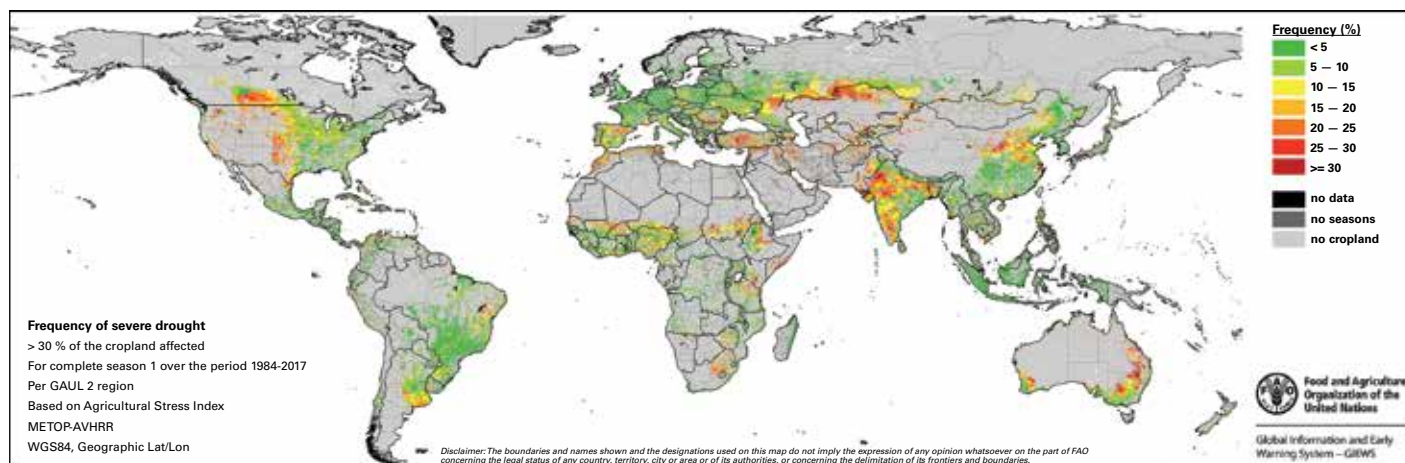 Frequency (%)
< 5
5 — 10
10 — 15
15 — 20
20 — 25
25 — 30
>= 30
no data
no seasons
no cropland
Frequency of severe drought
> 30 % of the cropland affected
For complete season 1 over the period 1984-2017
Per GAUL 2 region
Based on Agricultural Stress Index
METOP-AVHRR
WGS84, Geographic Lat/Lon
Disclaimer: The boundaries and names shown and the designations used on this map do not imply the expression of any opinion whatsoever on the part of FAO
concerning the legal status of any country, territory, city or area or of its authorities, or concerning the delimitation of its frontiers and boundaries.
FAO
Food and Agriculture
Organization of the
United Nations
Global Information and Early
Warning System – GIEWS